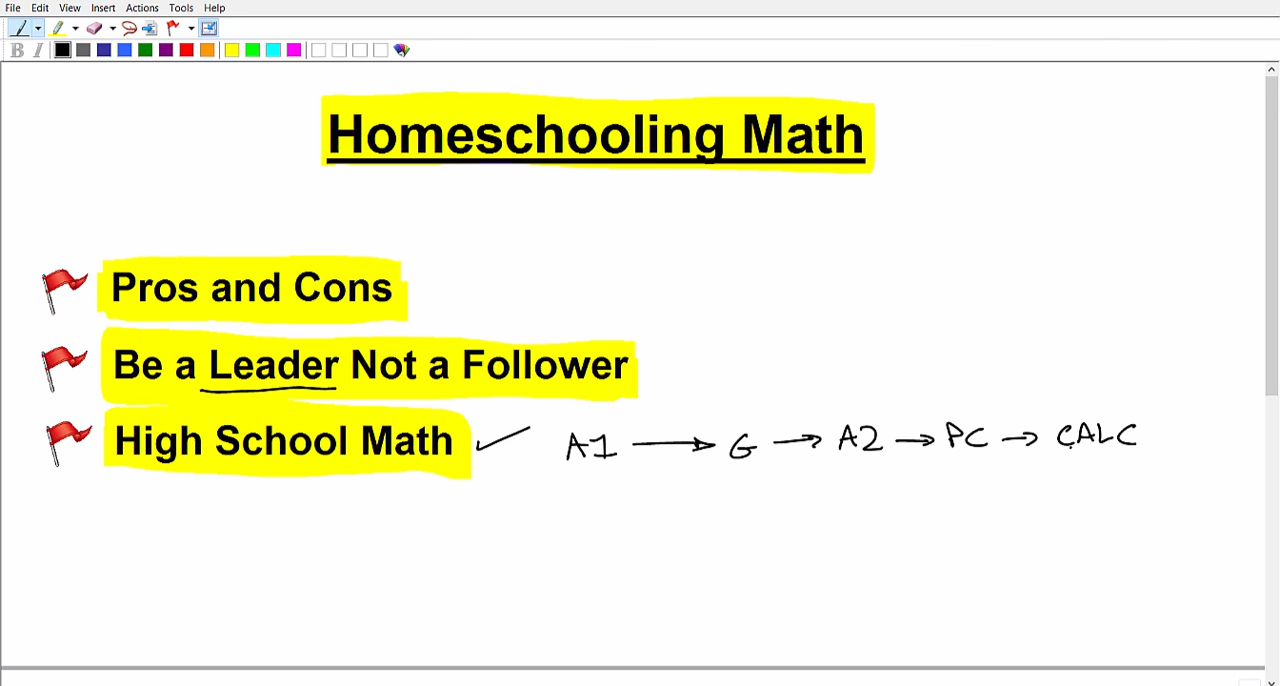 File Edit View Insert Actions Tools Help
B I
Homeschooling Math
Pros and Cons
Be a Leader Not a Follower
High School Math A1 → G → A2 → PC → CALC